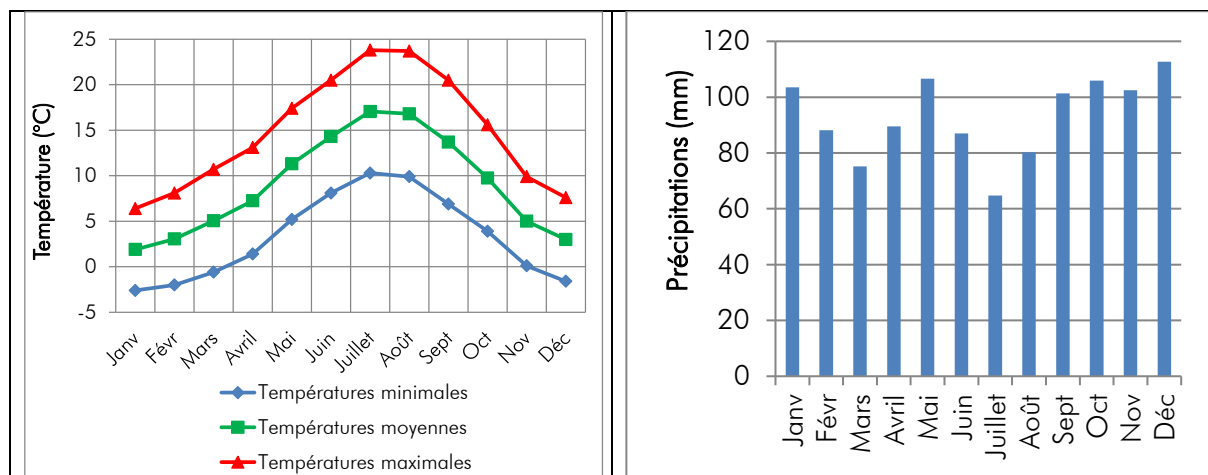 Température (°C)
25
20
15
10
5
0
-5
Janv Févr Mars Avril Mai Juin Juillet Août Sept Oct Nov Déc
Températures minimales
Températures moyennes
Températures maximales
Précipitations (mm)
120
100
80
60
40
20
0
Janv Févr Mars Avril Mai Juin Juillet Août Sept Oct Nov Déc